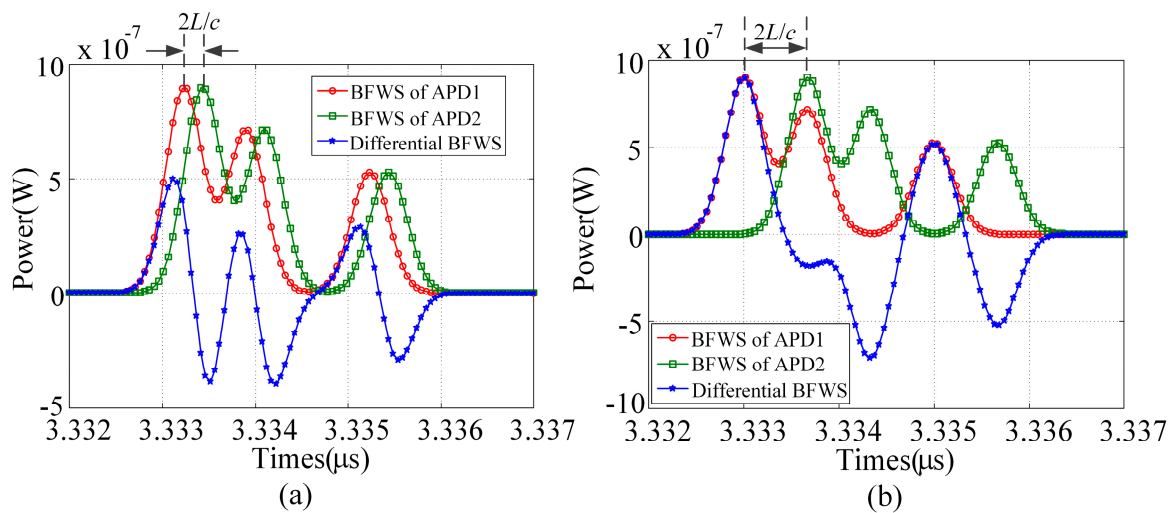 2L/c
x 10⁻⁷
10
5
0
-5
Power(W)
BFWS of APD1
BFWS of APD2
Differential BFWS
3.332 3.333 3.334 3.335 3.336 3.337
Times(μs)
(a)
2L/c
x 10⁻⁷
10
5
0
-5
-10
Power(W)
BFWS of APD1
BFWS of APD2
Differential BFWS
3.332 3.333 3.334 3.335 3.336 3.337
Times(μs)
(b)